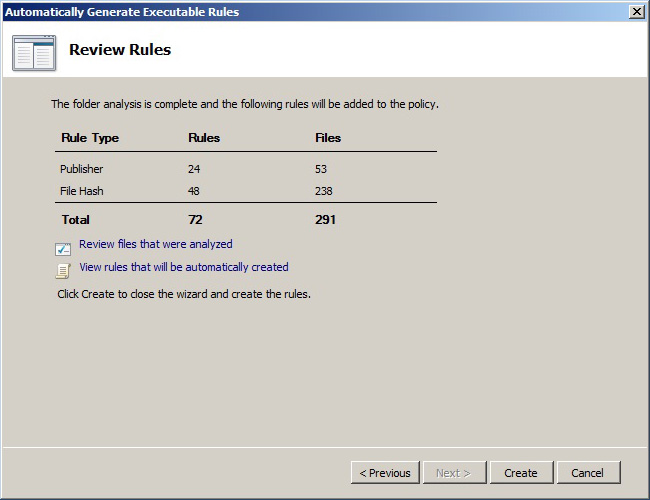 Automatically Generate Executable Rules
Review Rules
The folder analysis is complete and the following rules will be added to the policy.
Rule Type Rules Files
Publisher 24 53
File Hash 48 238
Total 72 291
Review files that were analyzed
View rules that will be automatically created
Click Create to close the wizard and create the rules.
< Previous Next > Create Cancel